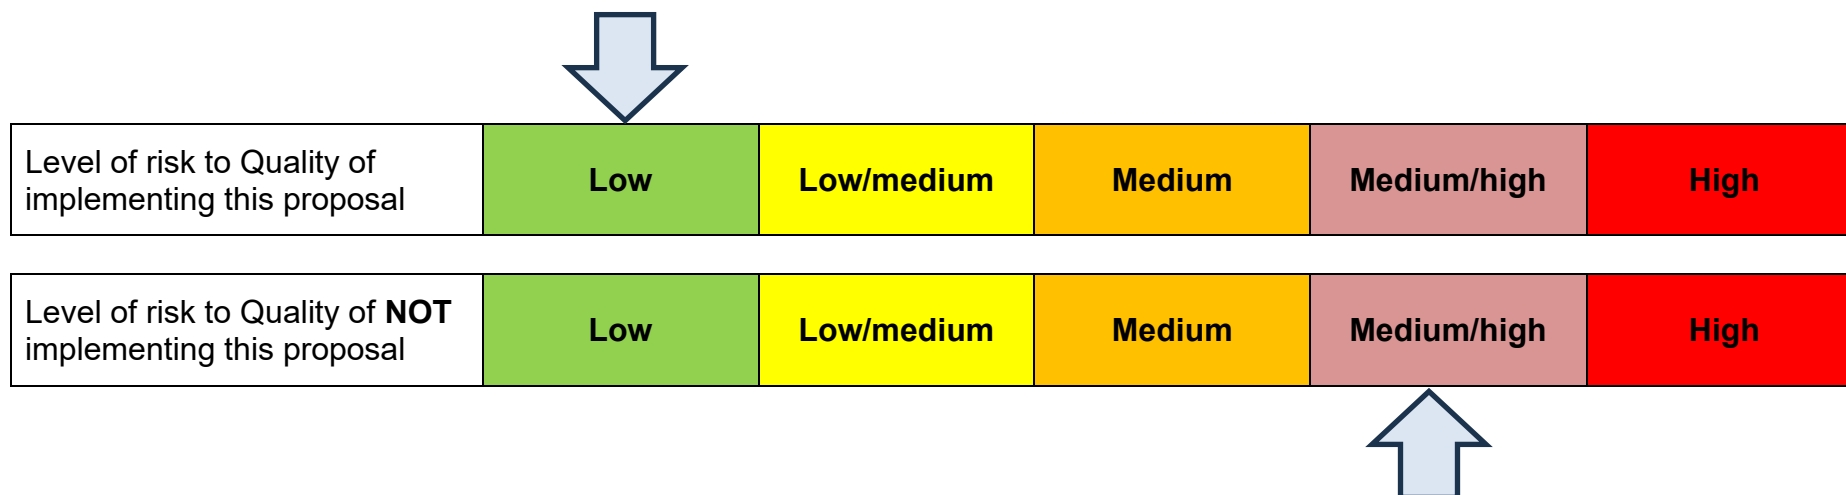 Level of risk to Quality of
implementing this proposal
Low
Low/medium
Medium
Medium/high
High
Level of risk to Quality of NOT
implementing this proposal
Low
Low/medium
Medium
Medium/high
High